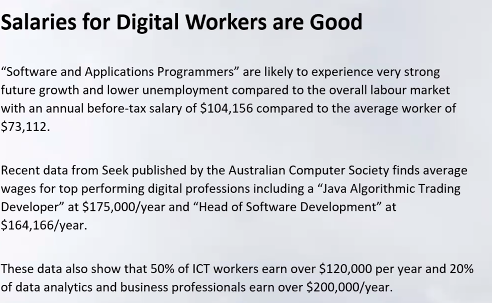 Salaries for Digital Workers are Good
“Software and Applications Programmers” are likely to experience very strong
future growth and lower unemployment compared to the overall labour market
with an annual before-tax salary of $104,156 compared to the average worker of
$73,112.
Recent data from Seek published by the Australian Computer Society finds average
wages for top performing digital professions including a “Java Algorithmic Trading
Developer” at $175,000/year and “Head of Software Development” at
$164,166/year.
These data also show that 50% of ICT workers earn over $120,000 per year and 20%
of data analytics and business professionals earn over $200,000/year.